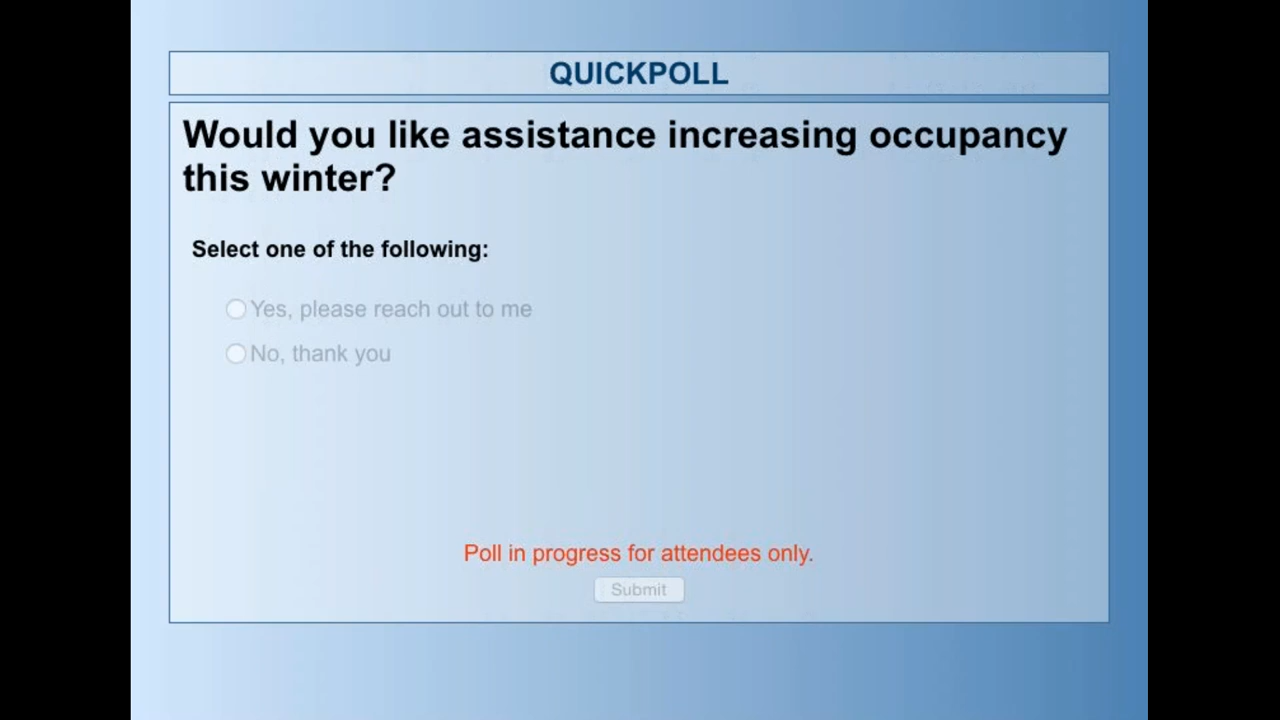 QUICKPOLL
Would you like assistance increasing occupancy
this winter?
Select one of the following:
Yes, please reach out to me
No, thank you
Poll in progress for attendees only.
Submit